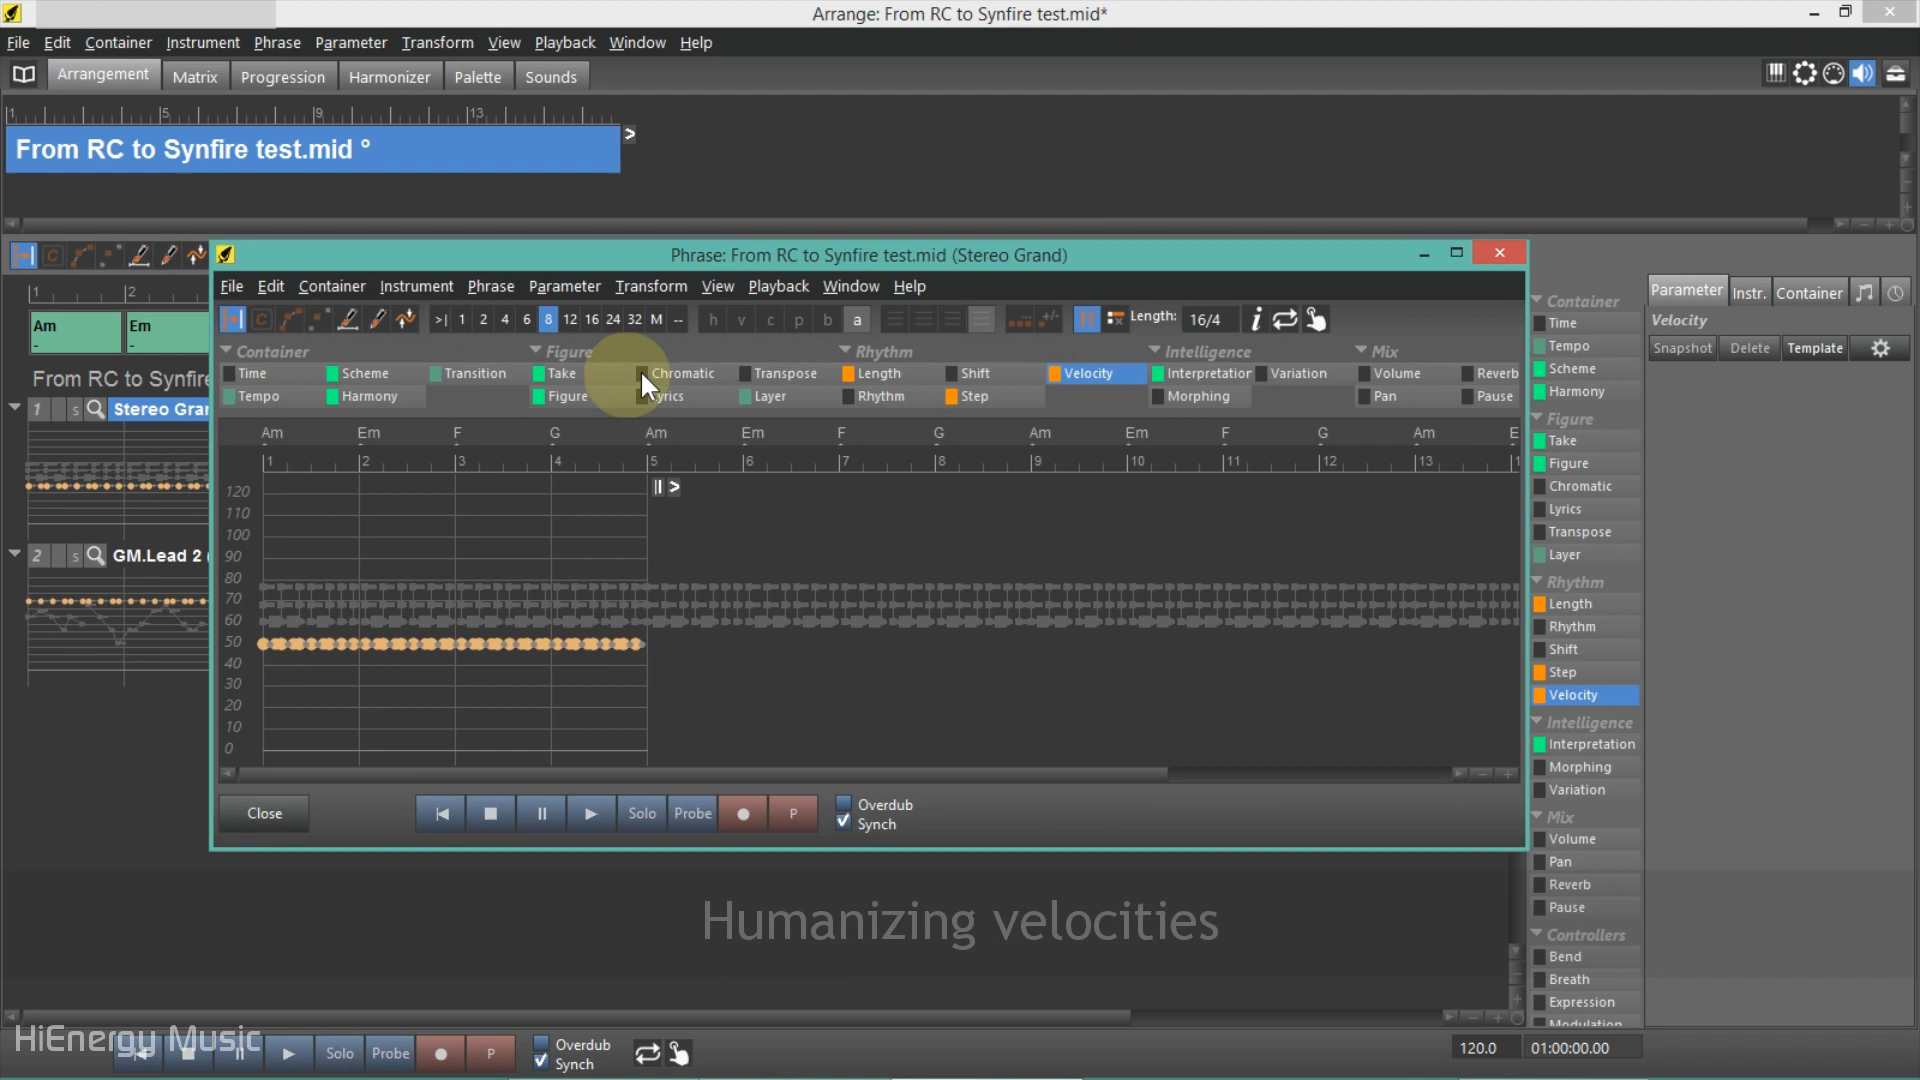 Arrange: From RC to Synfire test.mid*
File Edit Container Instrument Phrase Parameter Transform View Playback Window Help
Arrangement Matrix Progression Harmonizer Palette Sounds
1 5 9 13
From RC to Synfire test.mid °
Phrase: From RC to Synfire test.mid (Stereo Grand)
File Edit Container Instrument Phrase Parameter Transform View Playback Window Help
>| 1 2 4 6 8 12 16 24 32 M -- h v c p b a Length: 16/4
Container Figure Rhythm Intelligence Mix
Time Scheme Transition Take Chromatic Transpose Length Shift Velocity Interpretation Variation Volume Reverb
Tempo Harmony Figure Lyrics Layer Rhythm Step Morphing Pan Pause
Am Em F G Am Em F G Am Em F G Am E
1 2 3 4 5 6 7 8 9 10 11 12 13
120
110
100
90
80
70
60
50
40
30
20
10
0
Close Solo Probe P Overdub
Synch
1 2
Am Em
From RC to Synfire
1 s Stereo Gran
2 s GM.Lead 2
Container
Time
Tempo
Scheme
Harmony
Figure
Take
Figure
Chromatic
Lyrics
Transpose
Layer
Rhythm
Length
Rhythm
Shift
Step
Velocity
Intelligence
Interpretation
Morphing
Variation
Mix
Volume
Pan
Reverb
Pause
Controllers
Bend
Breath
Expression
Modulation
Parameter Instr. Container
Velocity
Snapshot Delete Template
Humanizing velocities
HiEnergy Music
Solo Probe P Overdub
Synch
120.0 01:00:00.00